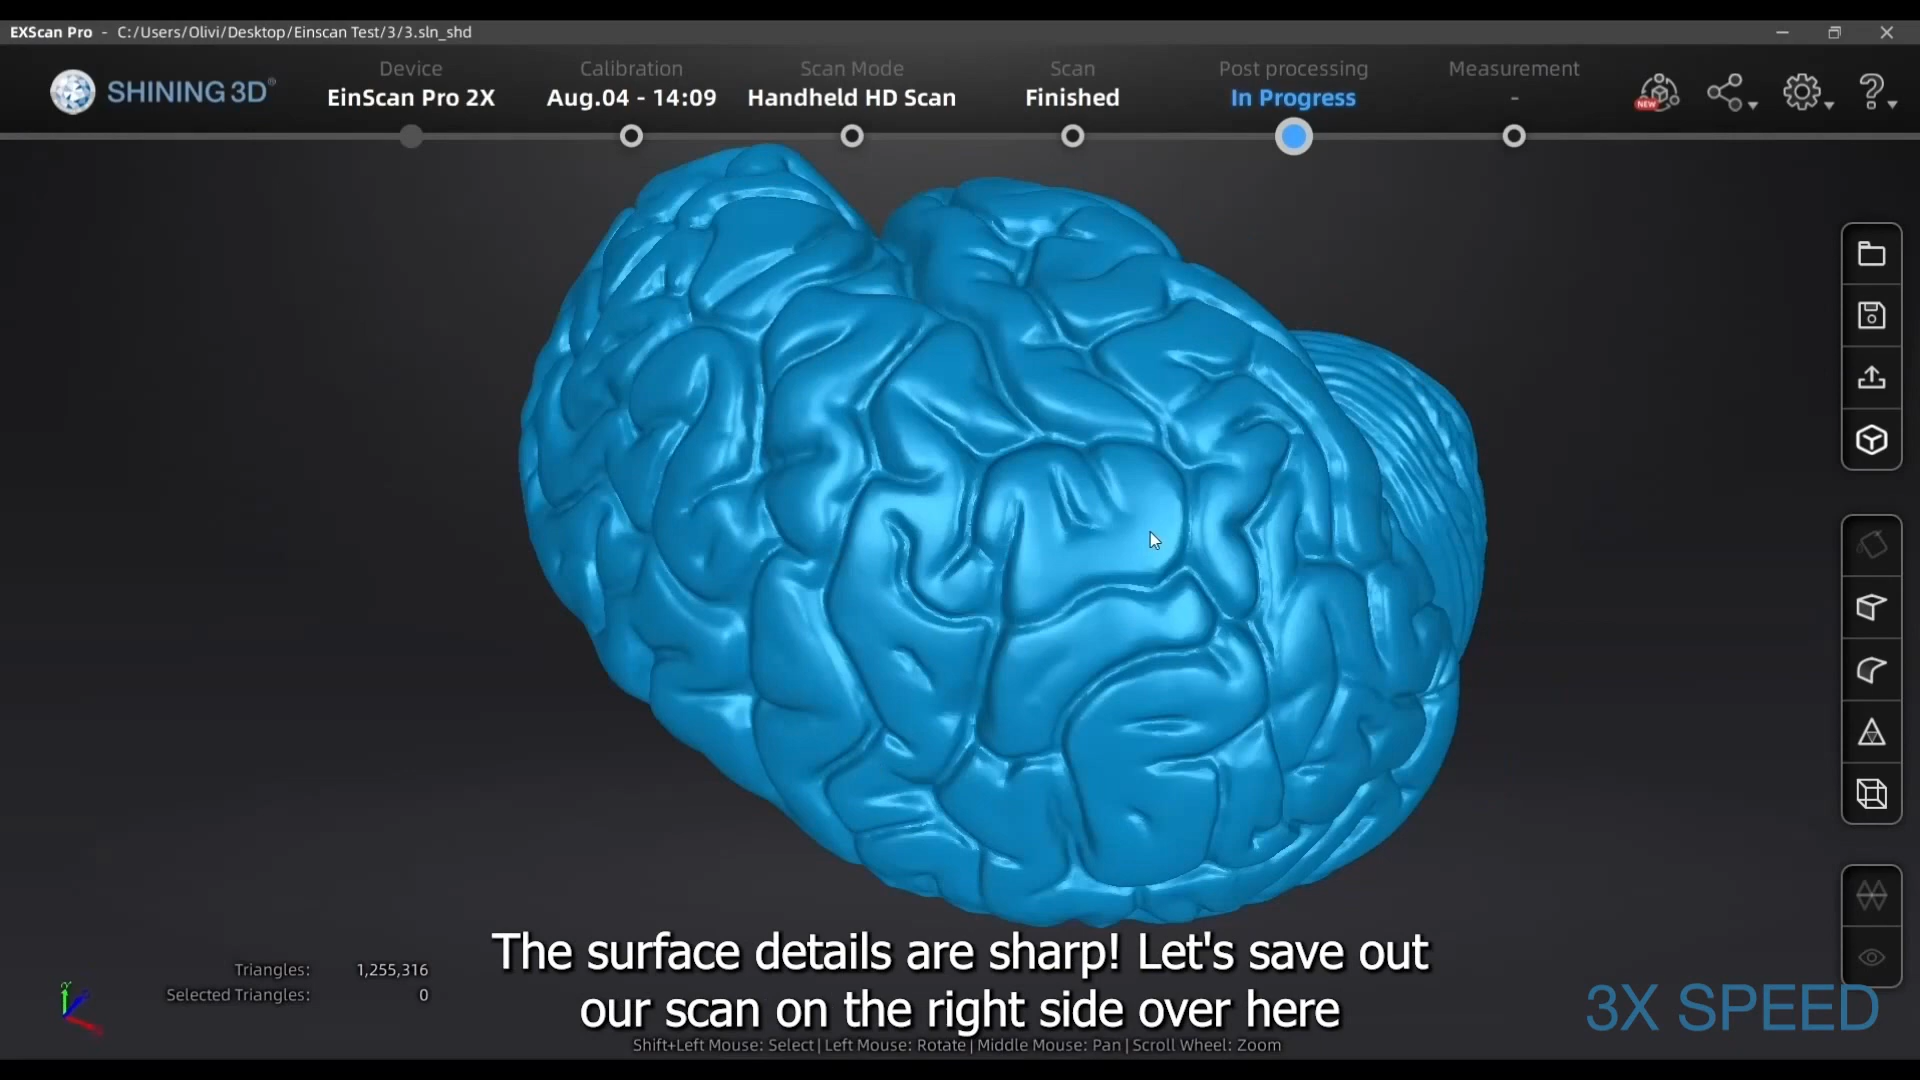 EXScan Pro - C:/Users/Olivi/Desktop/Einscan Test/3/3.sln_shd
SHINING 3D®
Device
EinScan Pro 2X
Calibration
Aug.04 - 14:09
Scan Mode
Handheld HD Scan
Scan
Finished
Post processing
In Progress
Measurement
-
NEW
Triangles: 1,255,316
Selected Triangles: 0
The surface details are sharp! Let's save out
our scan on the right side over here
3X SPEED
Shift+Left Mouse: Select | Left Mouse: Rotate | Middle Mouse: Pan | Scroll Wheel: Zoom